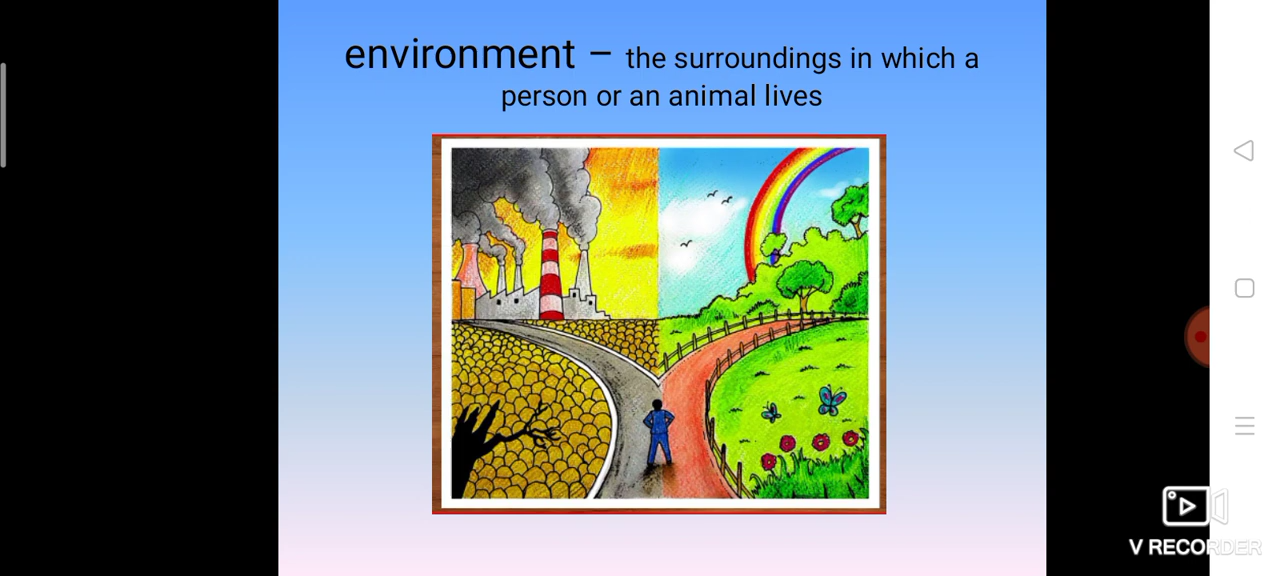 environment – the surroundings in which a
person or an animal lives
V RECORDER